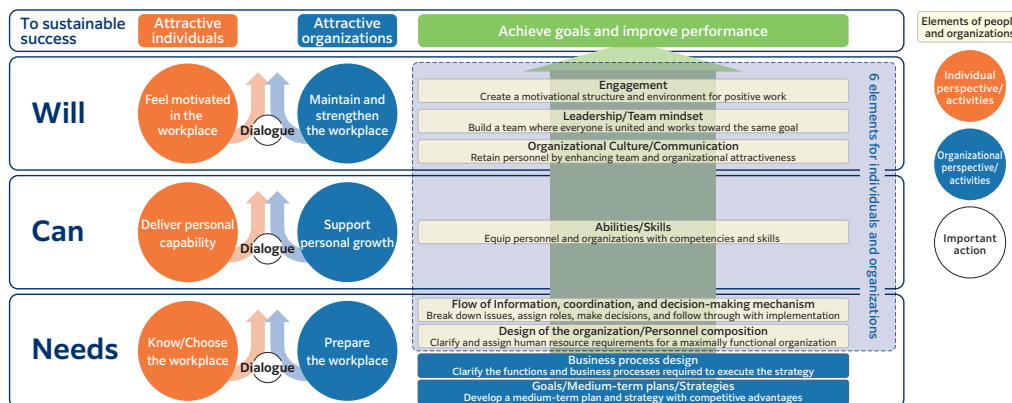 To sustainable
success
Attractive
individuals
Attractive
organizations
Achieve goals and improve performance
Elements of people
and organizations
Will
Feel motivated
in the
workplace
Dialogue
Maintain and
strengthen
the workplace
Engagement
Create a motivational structure and environment for positive work
Leadership/Team mindset
Build a team where everyone is united and works toward the same goal
Organizational Culture/Communication
Retain personnel by enhancing team and organizational attractiveness
Can
Deliver personal
capability
Dialogue
Support
personal growth
Abilities/Skills
Equip personnel and organizations with competencies and skills
Needs
Know/Choose
the workplace
Dialogue
Prepare
the workplace
Flow of Information, coordination, and decision-making mechanism
Break down issues, assign roles, make decisions, and follow through with implementation
Design of the organization/Personnel composition
Clarify and assign human resource requirements for a maximally functional organization
Business process design
Clarify the functions and business processes required to execute the strategy
Goals/Medium-term plans/Strategies
Develop a medium-term plan and strategy with competitive advantages
6 elements for individuals and organizations
Individual
perspective/
activities
Organizational
perspective/
activities
Important
action